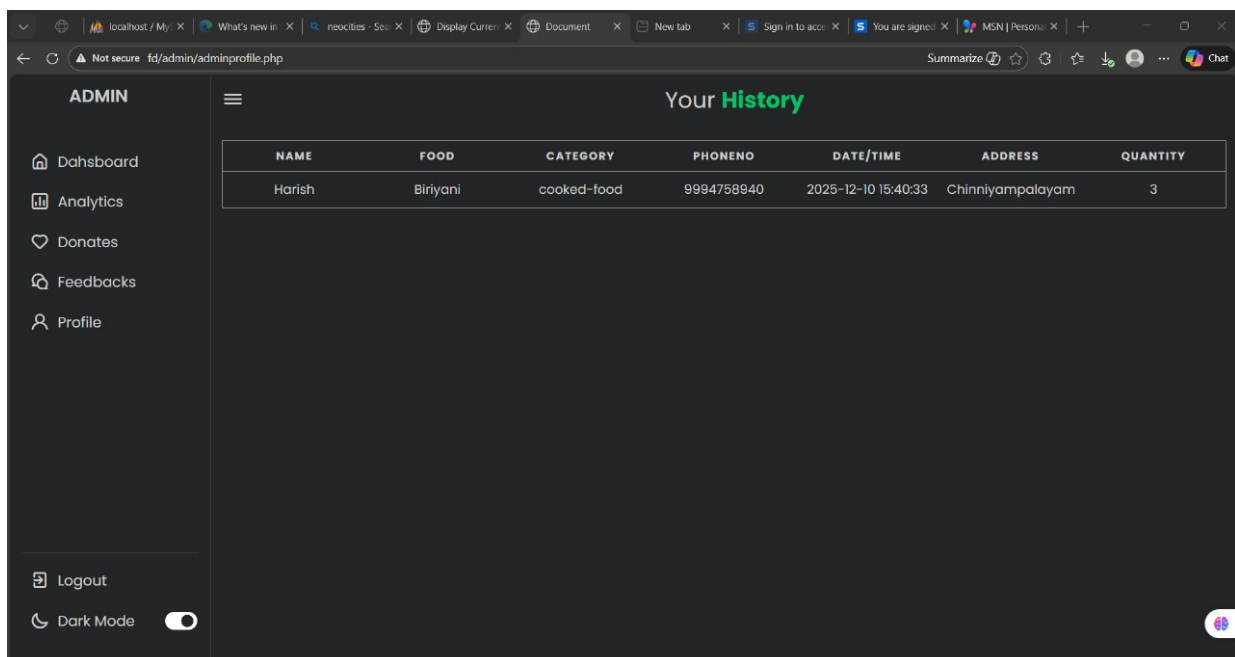 localhost / My
What's new in
neocities - Sea
Display Curren
Document
New tab
Sign in to acce
You are signed
MSN | Persona
Not secure fd/admin/adminprofile.php
Summarize
Chat
ADMIN
Your History
Dahsboard
Analytics
Donates
Feedbacks
Profile
NAME FOOD CATEGORY PHONENO DATE/TIME ADDRESS QUANTITY
Harish Biriyani cooked-food 9994758940 2025-12-10 15:40:33 Chinniyampalayam 3
Logout
Dark Mode